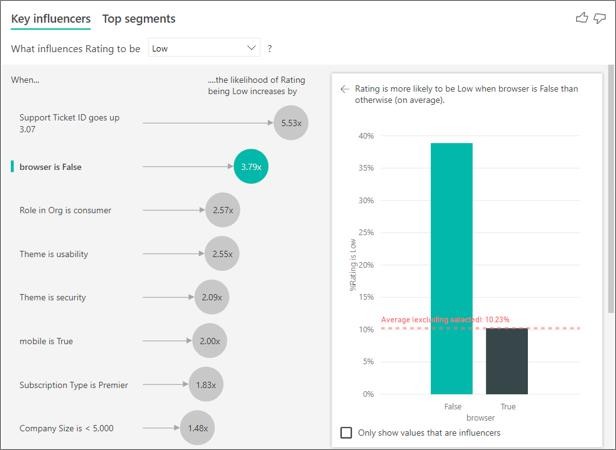 Key influencers Top segments
What influences Rating to be Low ?
When...
....the likelihood of Rating
being Low increases by
Support Ticket ID goes up
3.07
5.53x
browser is False
3.79x
Role in Org is consumer
2.57x
Theme is usability
2.55x
Theme is security
2.09x
mobile is True
2.00x
Subscription Type is Premier
1.83x
Company Size is < 5,000
1.48x
Rating is more likely to be Low when browser is False than
otherwise (on average).
40%
35%
30%
25%
20%
15%
10%
5%
0%
%Rating is Low
Average (excluding selected): 10.23%
False True
browser
Only show values that are influencers